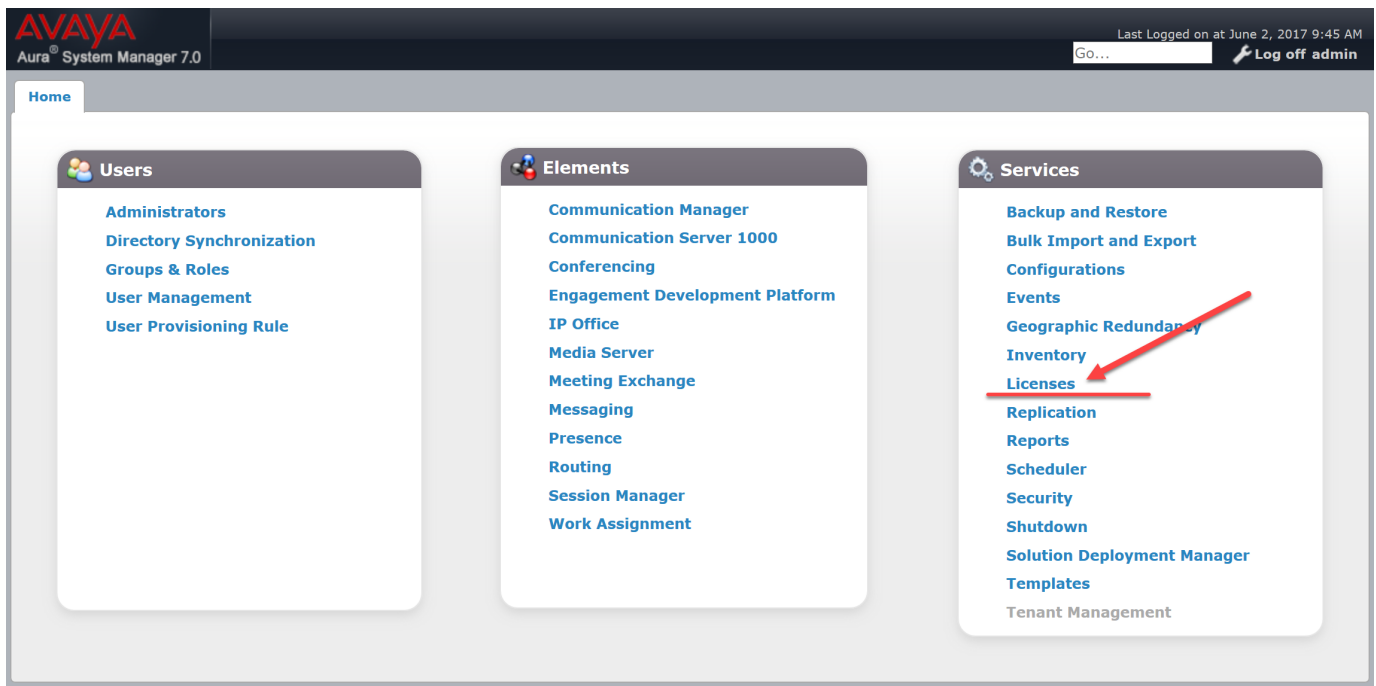 AVAYA
Aura® System Manager 7.0
Last Logged on at June 2, 2017 9:45 AM
Go...
Log off admin
Home
Users
Administrators
Directory Synchronization
Groups & Roles
User Management
User Provisioning Rule
Elements
Communication Manager
Communication Server 1000
Conferencing
Engagement Development Platform
IP Office
Media Server
Meeting Exchange
Messaging
Presence
Routing
Session Manager
Work Assignment
Services
Backup and Restore
Bulk Import and Export
Configurations
Events
Geographic Redundancy
Inventory
Licenses
Replication
Reports
Scheduler
Security
Shutdown
Solution Deployment Manager
Templates
Tenant Management